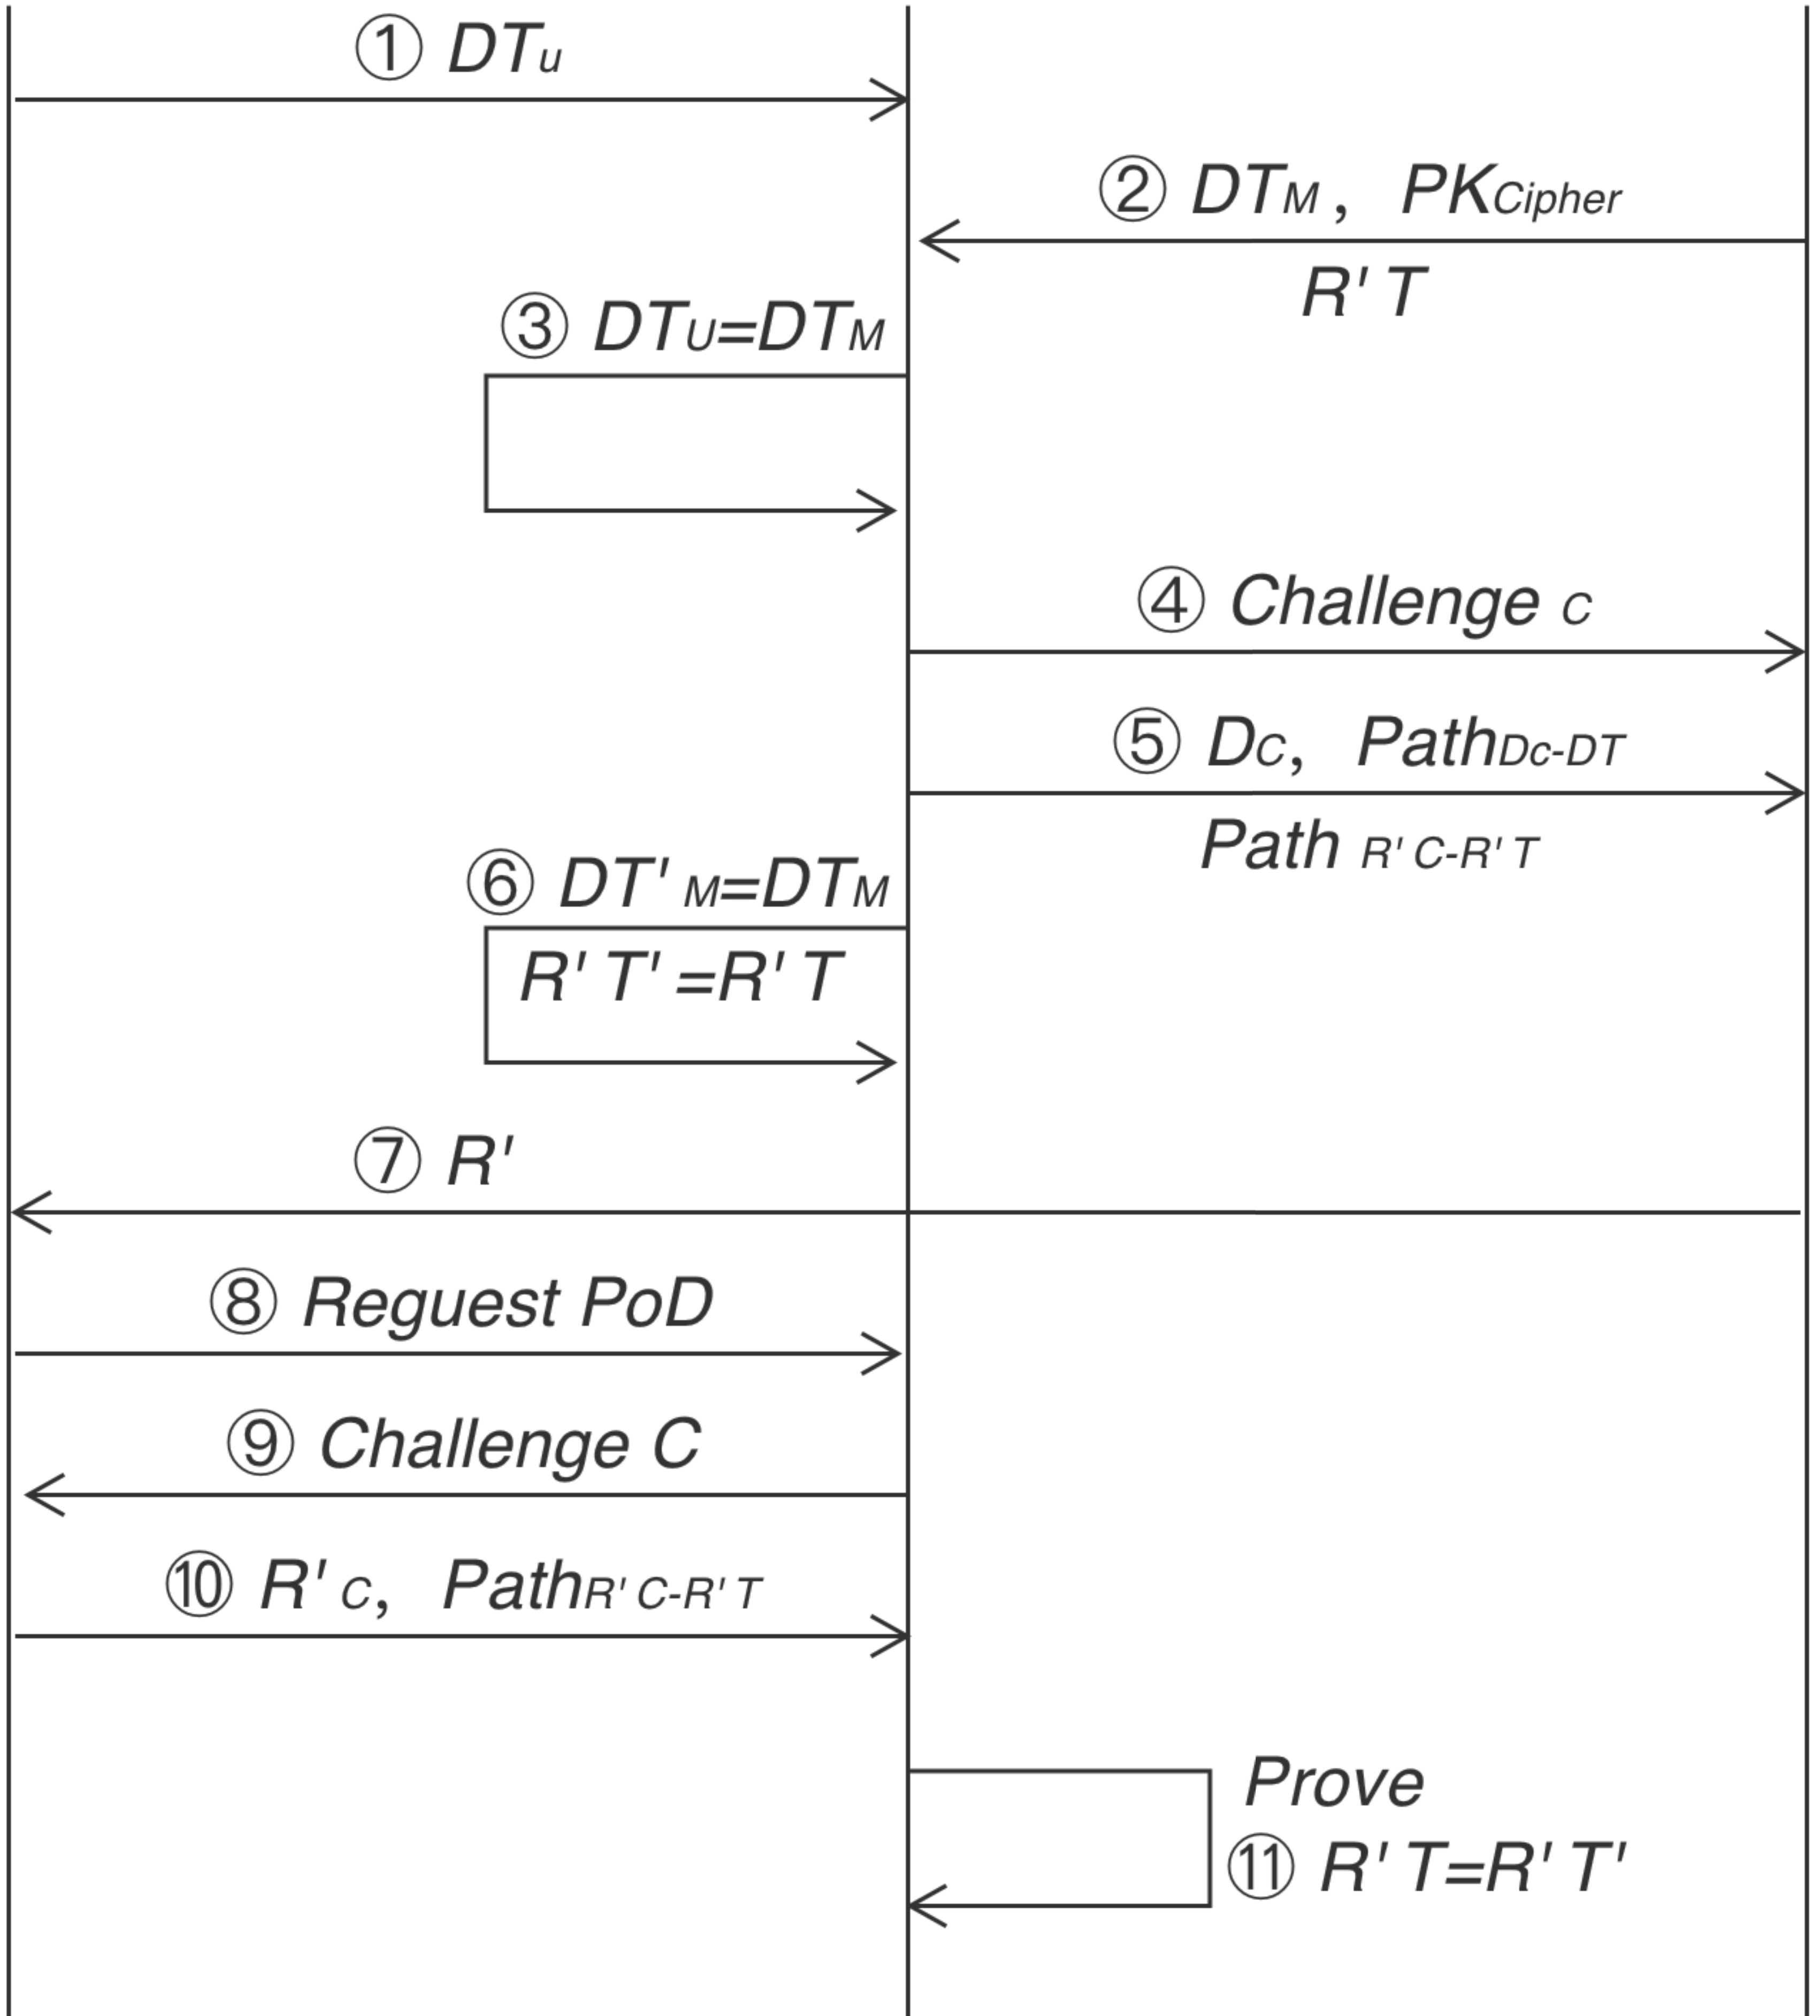 ① DTu
② DTM, PKCipher
R' T
③ DTU=DTM
④ Challenge C
⑤ DC, PathDc-DT
Path R' C-R' T
⑥ DT' M=DTM
R' T' =R' T
⑦ R'
⑧ Reguest PoD
⑨ Challenge C
⑩ R' C, PathR' C-R' T
Prove
⑪ R' T=R' T'